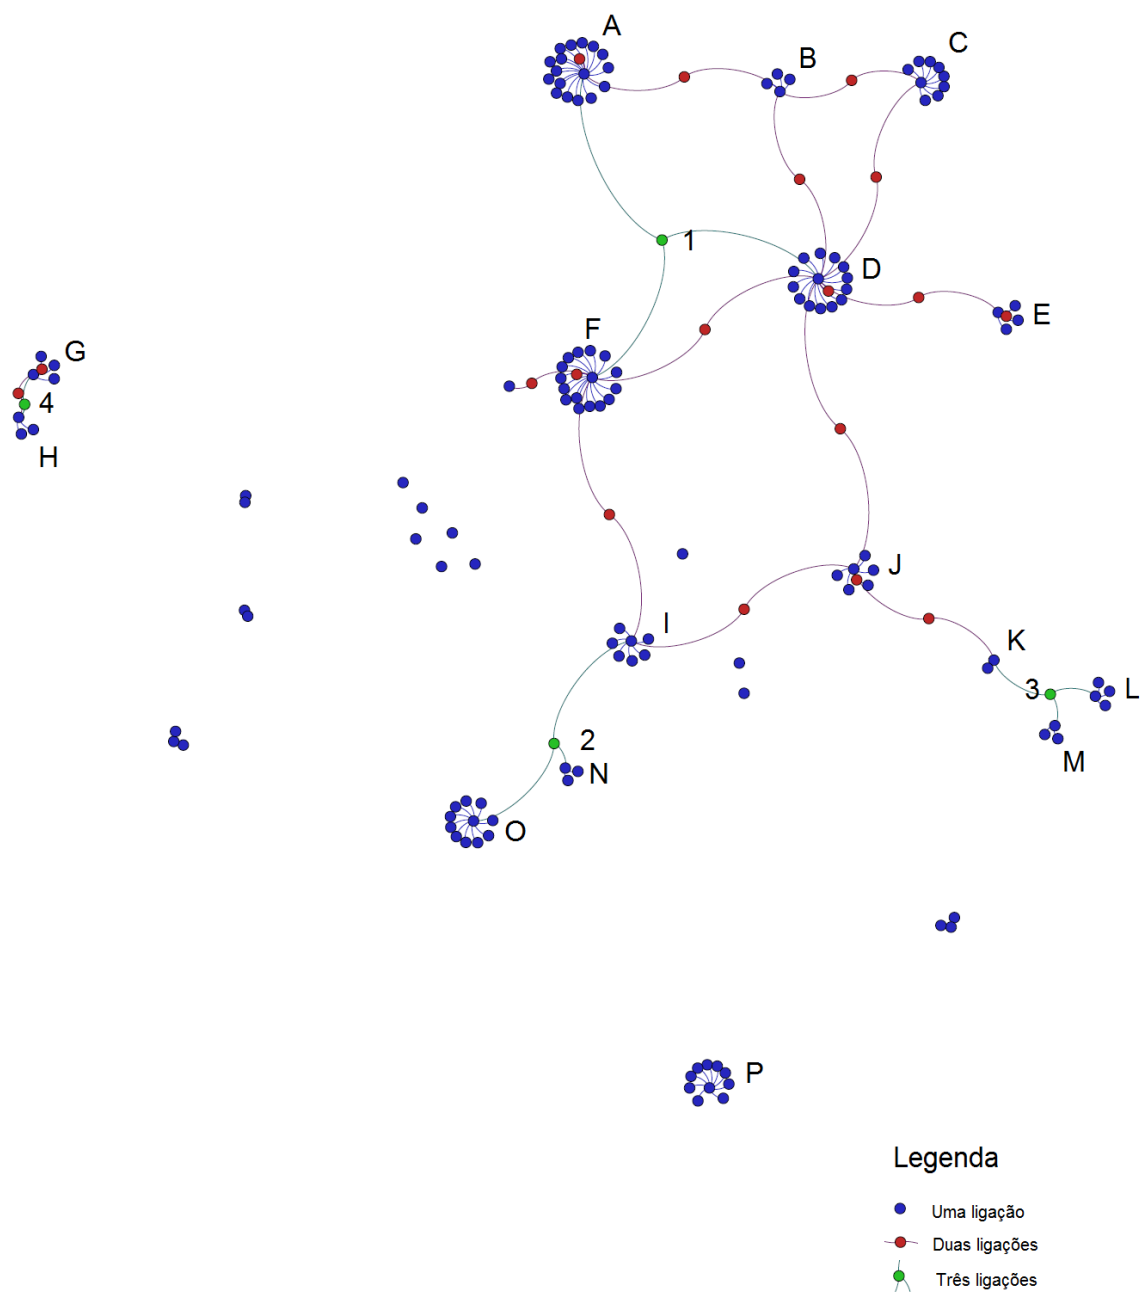 A
B
C
1
D
E
F
G
4
H
J
I
K
3
L
M
2
N
O
P
Legenda
Uma ligação
Duas ligações
Três ligações